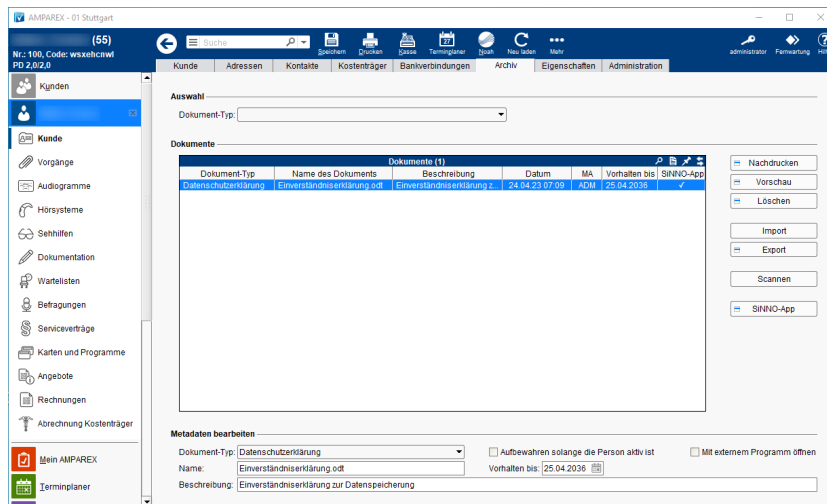 AMPAREX - 01 Stuttgart
(55)
Nr.: 100, Code: wsxehcnwl
PD 2,0/2,0
Suche
Speichern Drucken Kasse Terminplaner Noah Neu laden Mehr administrator Fernwartung
27
Kunde Adressen Kontakte Kostenträger Bankverbindungen Archiv Eigenschaften Administration
Kunden
Kunde
Vorgänge
Audiogramme
Hörsysteme
Sehhilfen
Dokumentation
Wartelisten
Befragungen
Serviceverträge
Karten und Programme
Angebote
Rechnungen
Abrechnung Kostenträger
Mein AMPAREX
Terminplaner
Auswahl
Dokument-Typ:
Dokumente
Dokumente (1)
Dokument-Typ Name des Dokuments Beschreibung Datum MA Vorhalten bis SiNNO-App
Datenschutzerklärung Einverständniserklärung.odt Einverständniserklärung z... 24.04.23 07:09 ADM 25.04.2036 ✓
Nachdrucken
Vorschau
Löschen
Import
Export
Scannen
SiNNO-App
Metadaten bearbeiten
Dokument-Typ: Datenschutzerklärung Aufbewahren solange die Person aktiv ist Mit externem Programm öffnen
Name: Einverständniserklärung.odt Vorhalten bis: 25.04.2036
Beschreibung: Einverständniserklärung zur Datenspeicherung